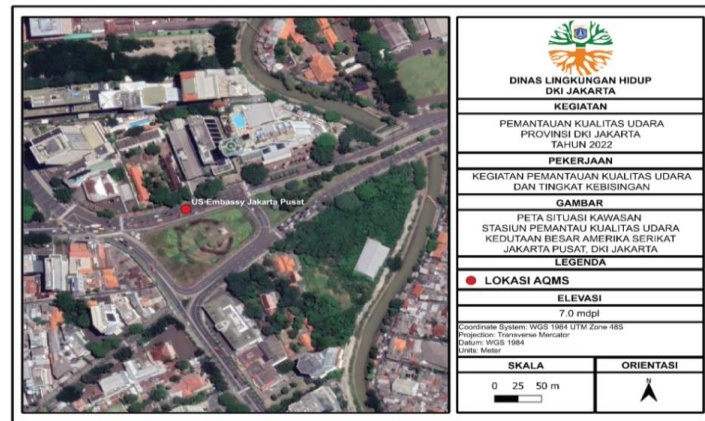 US Embassy Jakarta Pusat
DINAS LINGKUNGAN HIDUP
DKI JAKARTA
KEGIATAN
PEMANTAUAN KUALITAS UDARA
PROVINSI DKI JAKARTA
TAHUN 2022
PEKERJAAN
KEGIATAN PEMANTAUAN KUALITAS UDARA
DAN TINGKAT KEBISINGAN
GAMBAR
PETA SITUASI KAWASAN
STASIUN PEMANTAU KUALITAS UDARA
KEDUTAAN BESAR AMERIKA SERIKAT
JAKARTA PUSAT, DKI JAKARTA
LEGENDA
LOKASI AQMS
ELEVASI
7.0 mdpl
Coordinate System: WGS 1984 UTM Zone 48S
Projection: Transverse Mercator
Datum: WGS 1984
Units: Meter
SKALA
0 25 50 m
ORIENTASI
N